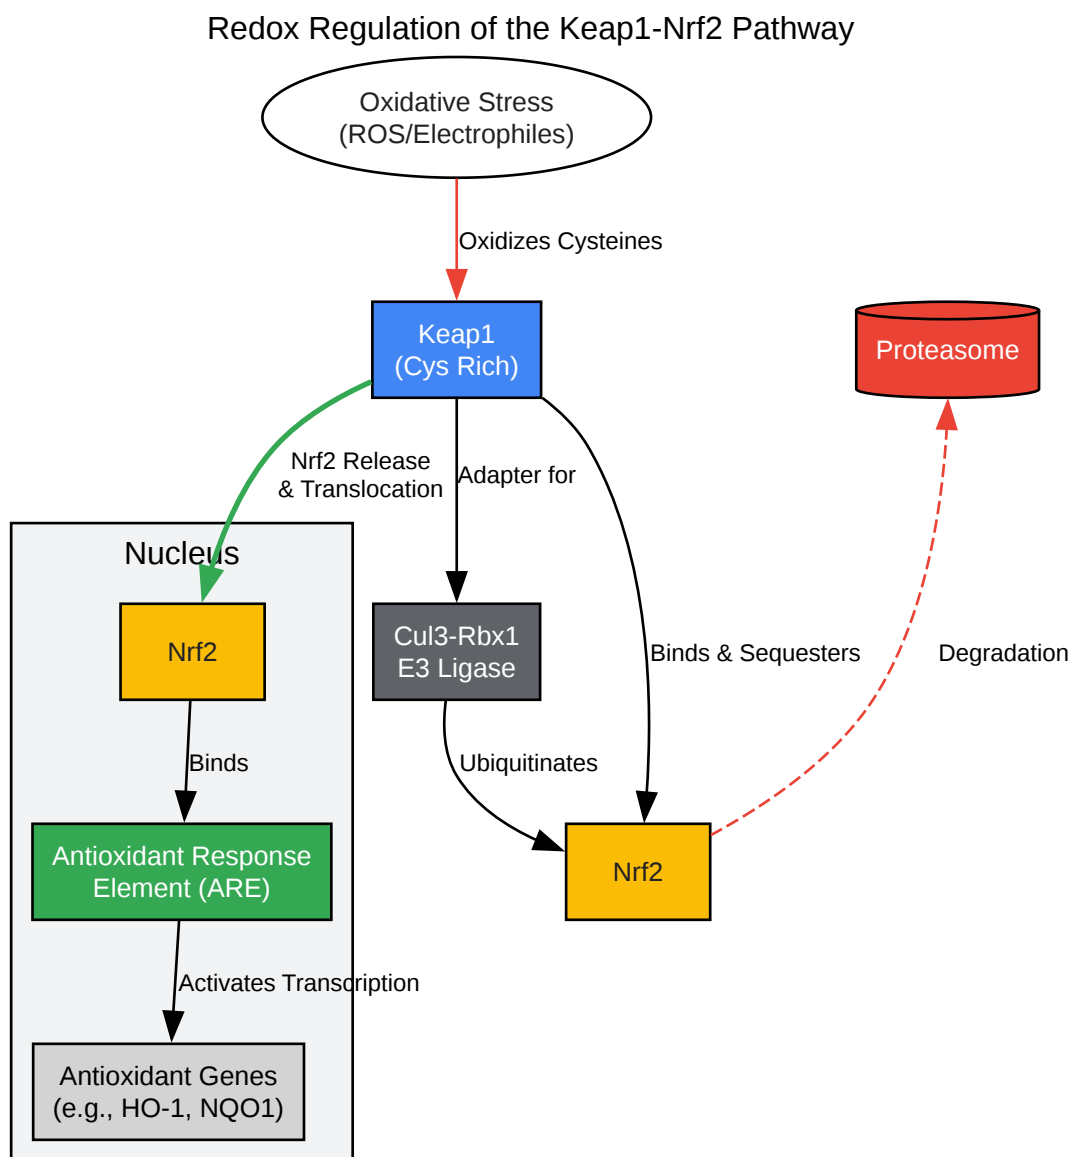 Redox Regulation of the Keap1-Nrf2 Pathway
Oxidative Stress
(ROS/Electrophiles)
Oxidizes Cysteines
Keap1
(Cys Rich)
Proteasome
Nrf2 Release
& Translocation
Adapter for
Nucleus
Nrf2
Cul3-Rbx1
E3 Ligase
Binds & Sequesters
Degradation
Binds
Ubiquitinates
Antioxidant Response
Element (ARE)
Nrf2
Activates Transcription
Antioxidant Genes
(e.g., HO-1, NQO1)